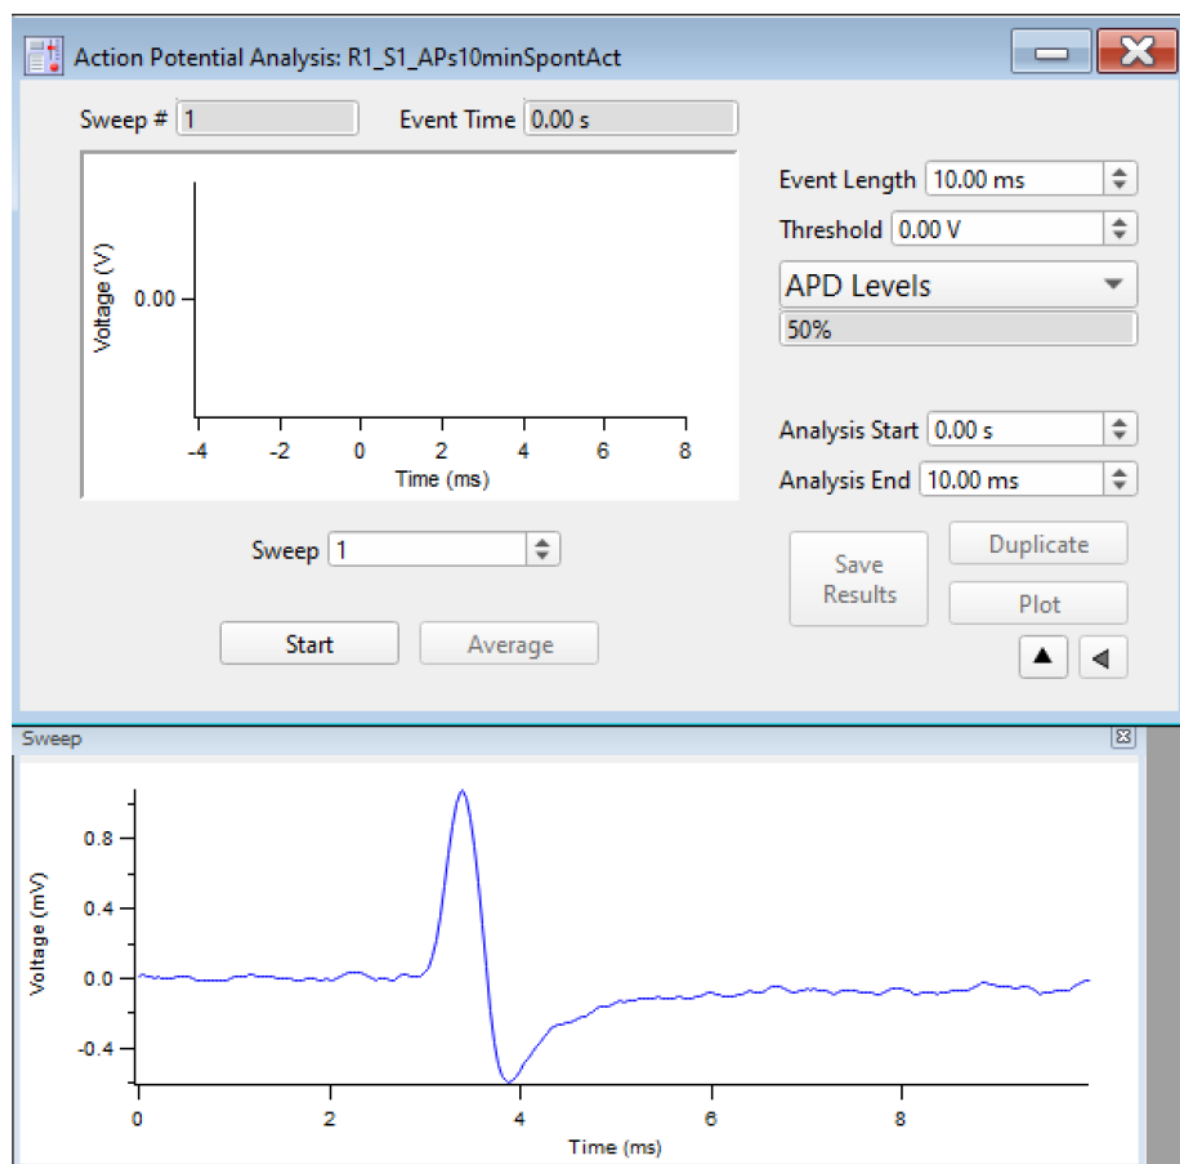 Action Potential Analysis: R1_S1_APs10minSpontAct
Sweep # 1 Event Time 0.00 s
Event Length 10.00 ms
Threshold 0.00 V
APD Levels
50%
Voltage (V)
0.00
-4 -2 0 2 4 6 8
Time (ms)
Analysis Start 0.00 s
Analysis End 10.00 ms
Sweep 1
Save
Results
Duplicate
Plot
Start Average
Sweep
Voltage (mV)
0.8
0.4
0.0
-0.4
0 2 4 6 8
Time (ms)